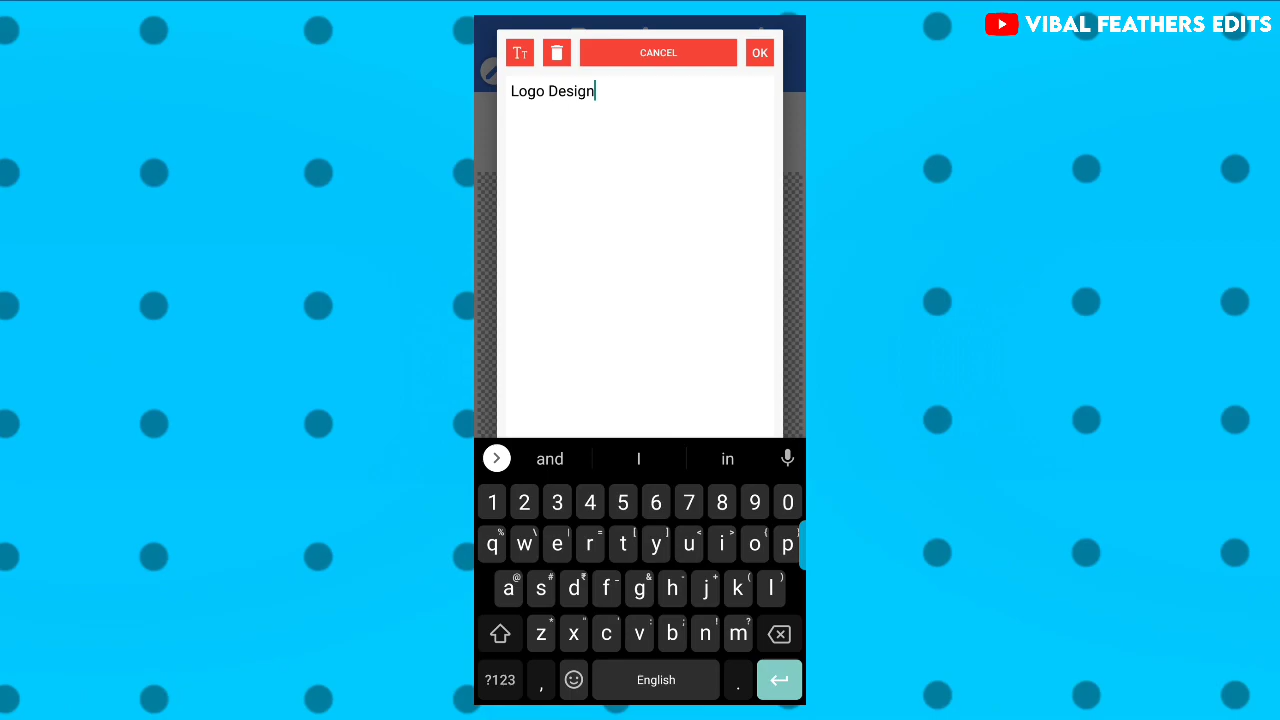 VIBAL FEATHERS EDITS
Tт CANCEL OK
Logo Design
and I in
1 2 3 4 5 6 7 8 9 0
% \ | = [ ] < > { }
q w e r t y u i o p
@ # ₹ _ & - + ( )
a s d f g h j k l
* " ' : ; ! ?
z x c v b n m
?123 , English .